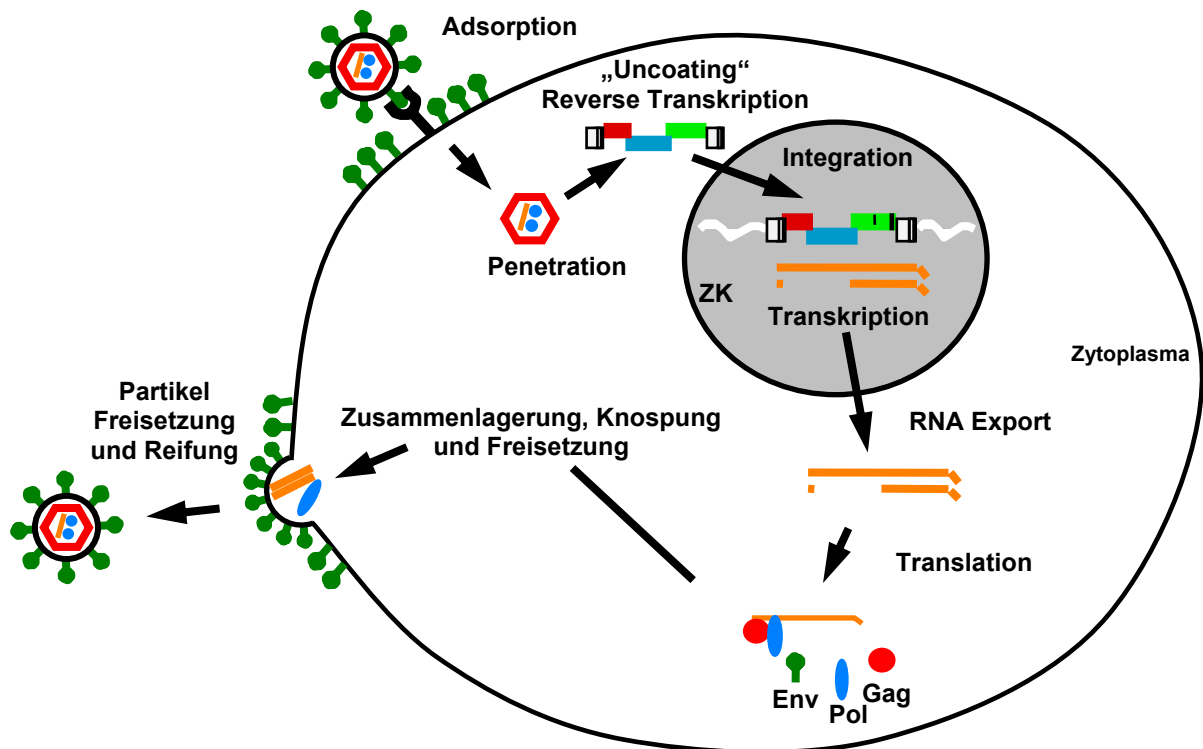 Adsorption
„Uncoating“
Reverse Transkription
Integration
Penetration
ZK
Transkription
Zytoplasma
Partikel
Freisetzung
und Reifung
Zusammenlagerung, Knospung
und Freisetzung
RNA Export
Translation
Env
Pol
Gag